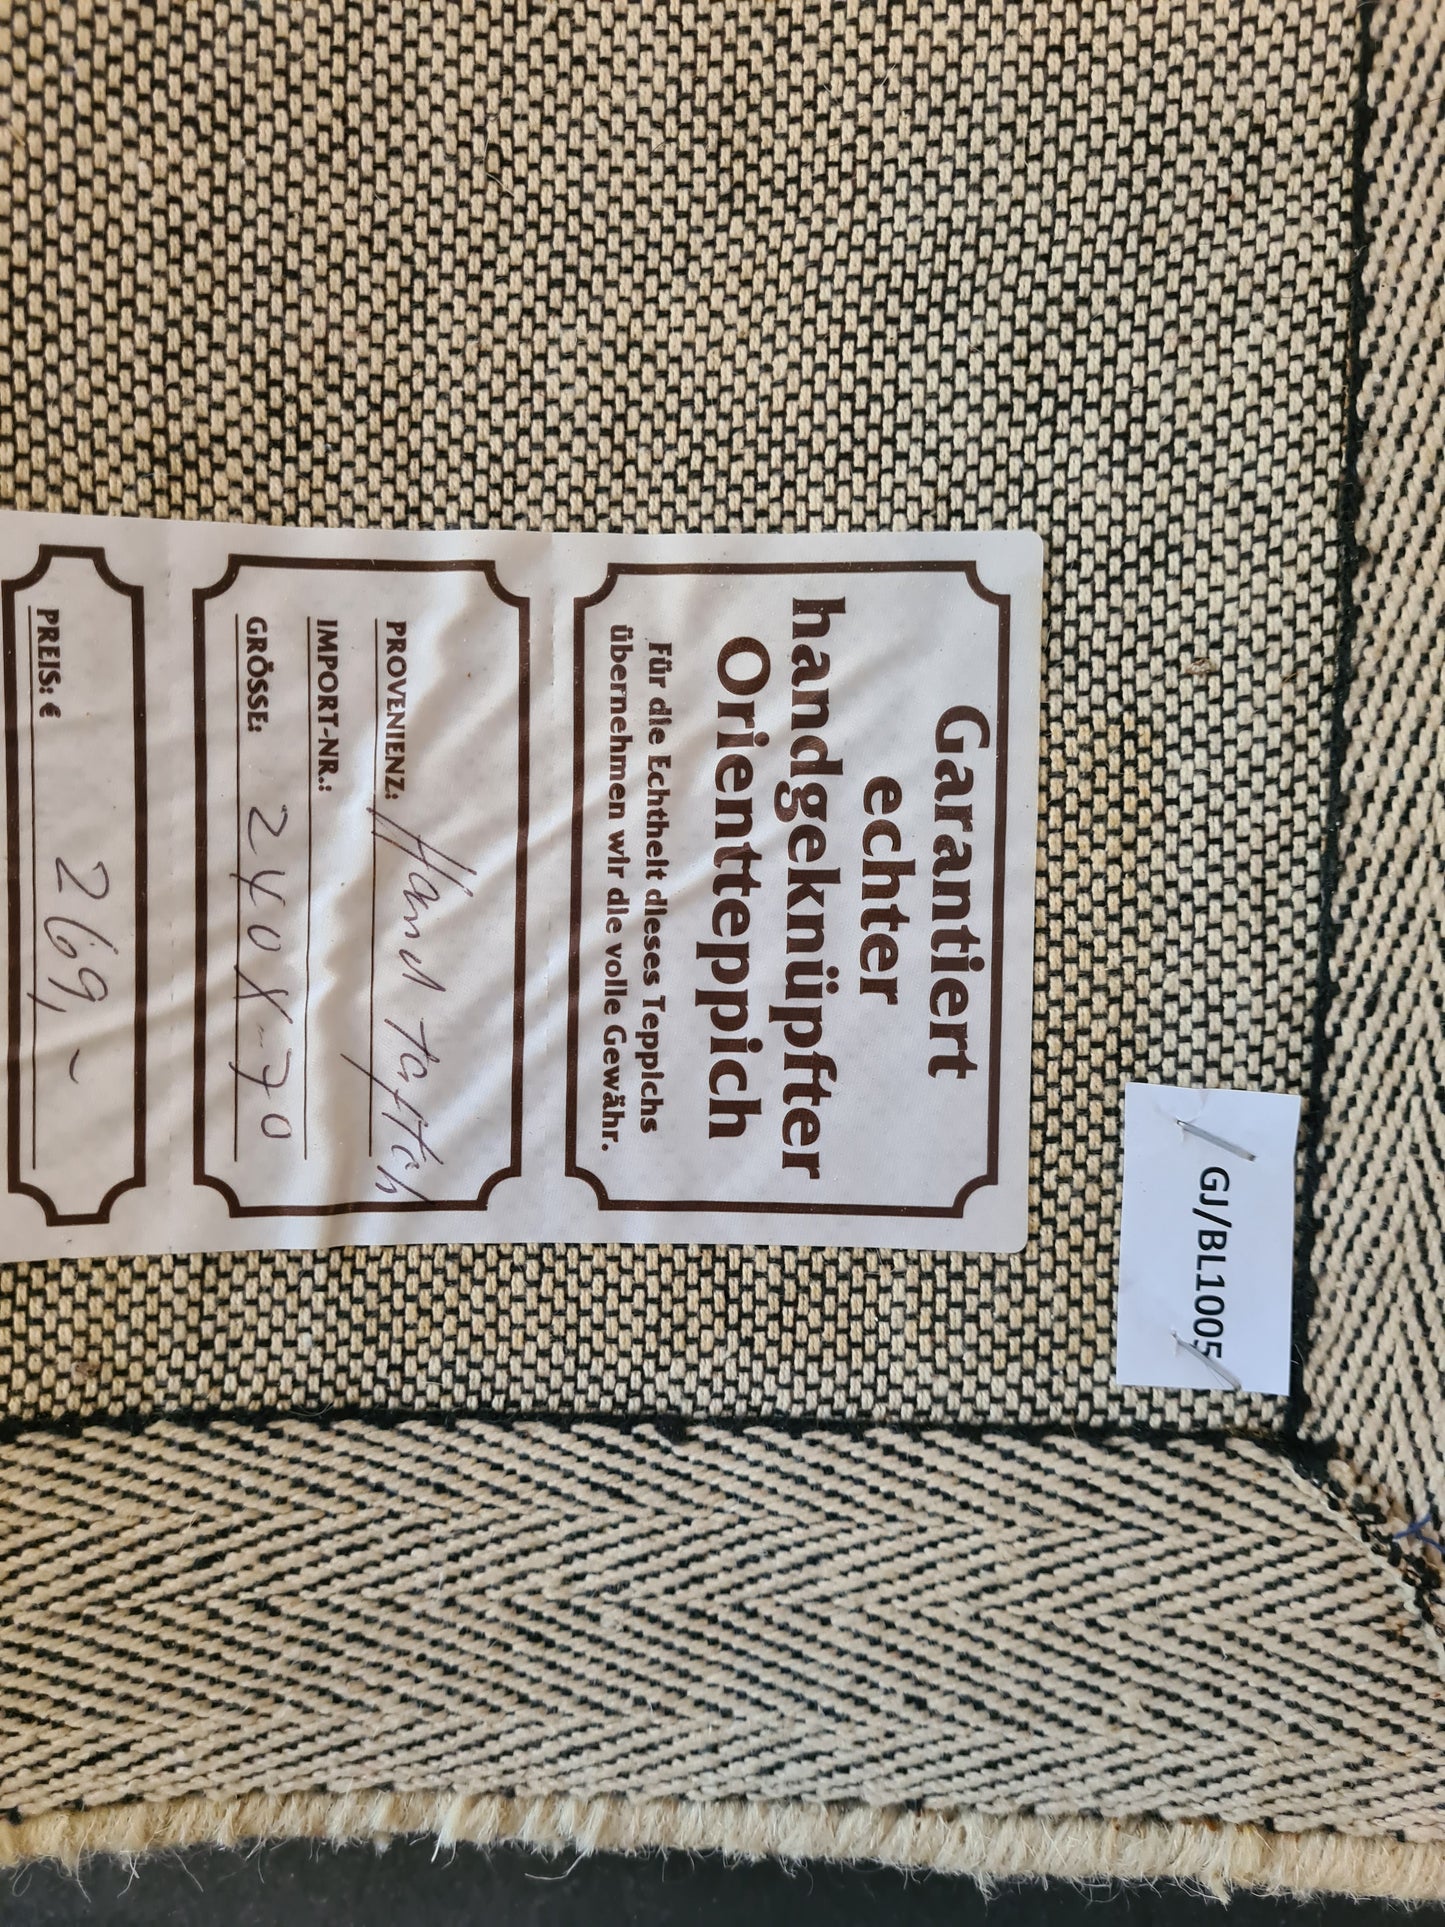 GJ/BL1005
Garantiert
echter
handgeknüpfter
Orientteppich
Für die Echtheit dieses Teppichs
übernehmen wir die volle Gewähr.
PROVENIENZ: Hand
IMPORT-NR.:
GRÖSSE: 240 X 70
PREIS: € 269,-